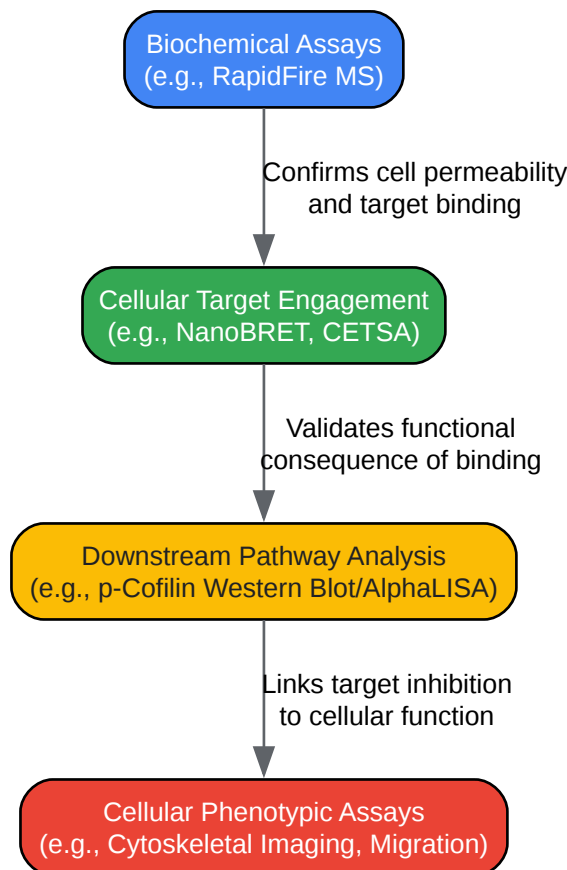 Biochemical Assays
(e.g., RapidFire MS)
Confirms cell permeability
and target binding
Cellular Target Engagement
(e.g., NanoBRET, CETSA)
Validates functional
consequence of binding
Downstream Pathway Analysis
(e.g., p-Cofilin Western Blot/AlphaLISA)
Links target inhibition
to cellular function
Cellular Phenotypic Assays
(e.g., Cytoskeletal Imaging, Migration)